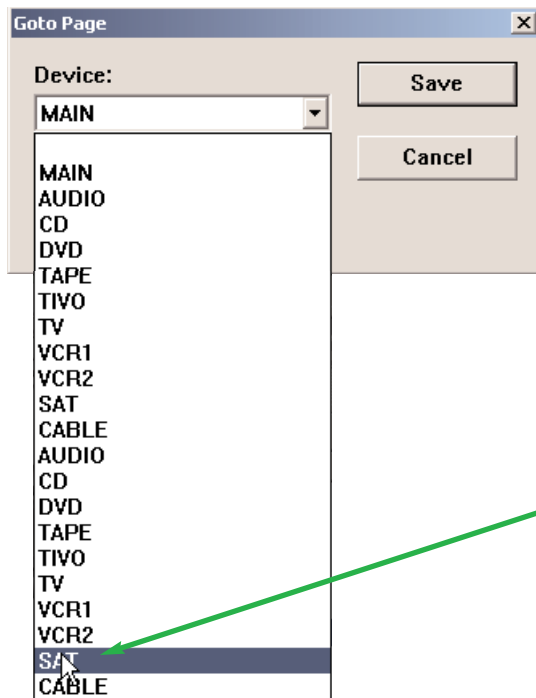 Goto Page
Device:
Save
MAIN
Cancel
MAIN
AUDIO
CD
DVD
TAPE
TIVO
TV
VCR1
VCR2
SAT
CABLE
AUDIO
CD
DVD
TAPE
TIVO
TV
VCR1
VCR2
SAT
CABLE